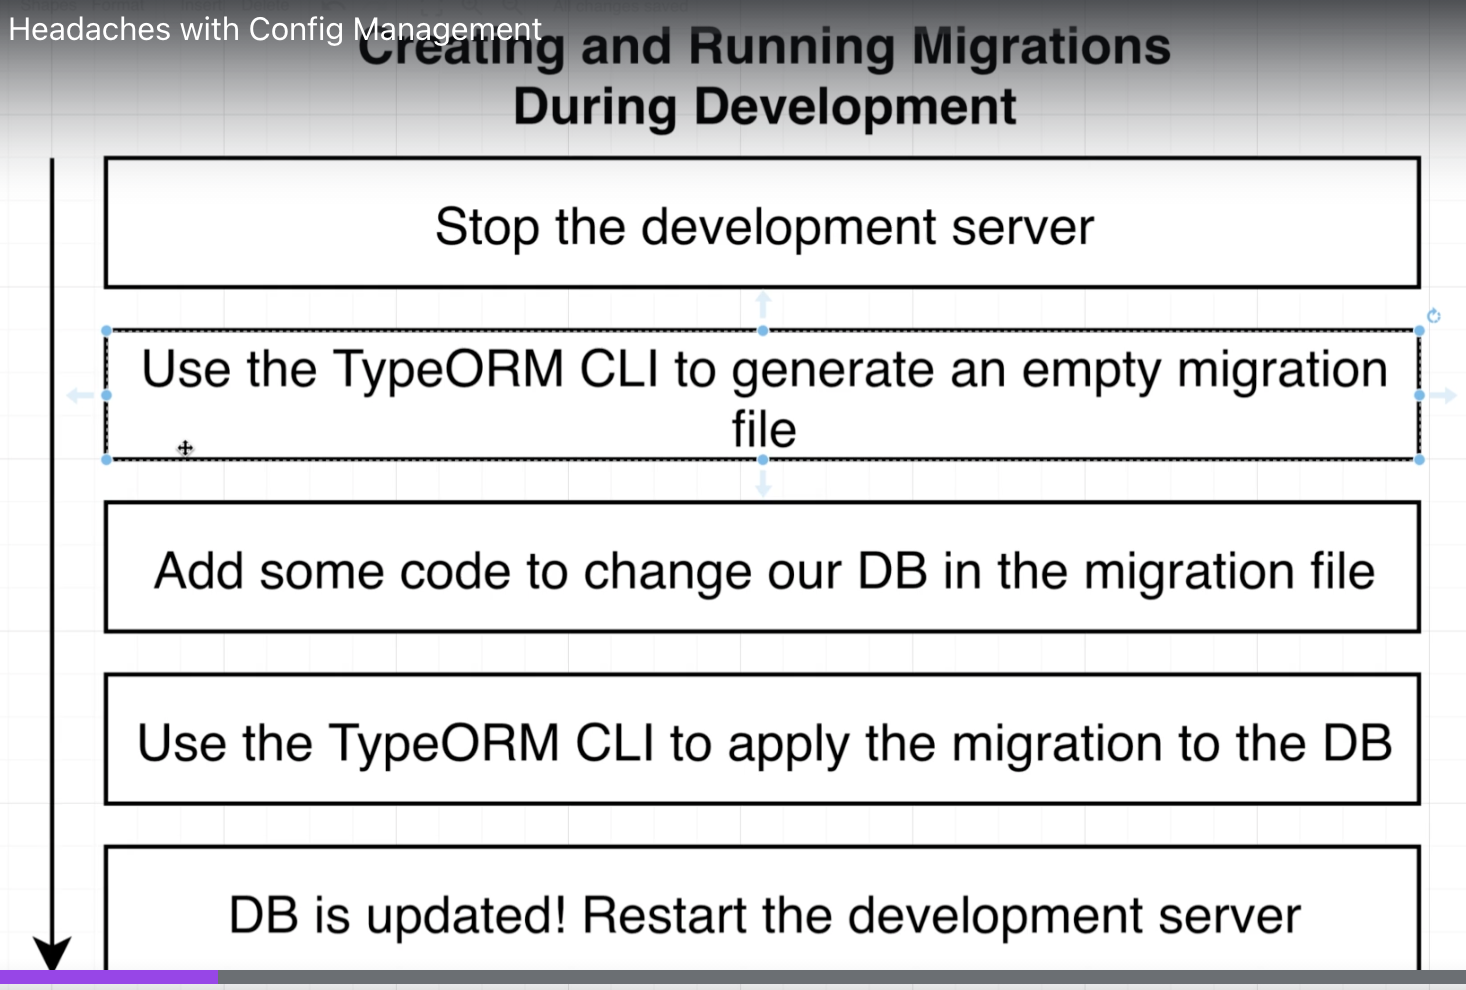 Headaches with Config Management
Creating and Running Migrations
During Development
Stop the development server
Use the TypeORM CLI to generate an empty migration
file
Add some code to change our DB in the migration file
Use the TypeORM CLI to apply the migration to the DB
DB is updated! Restart the development server